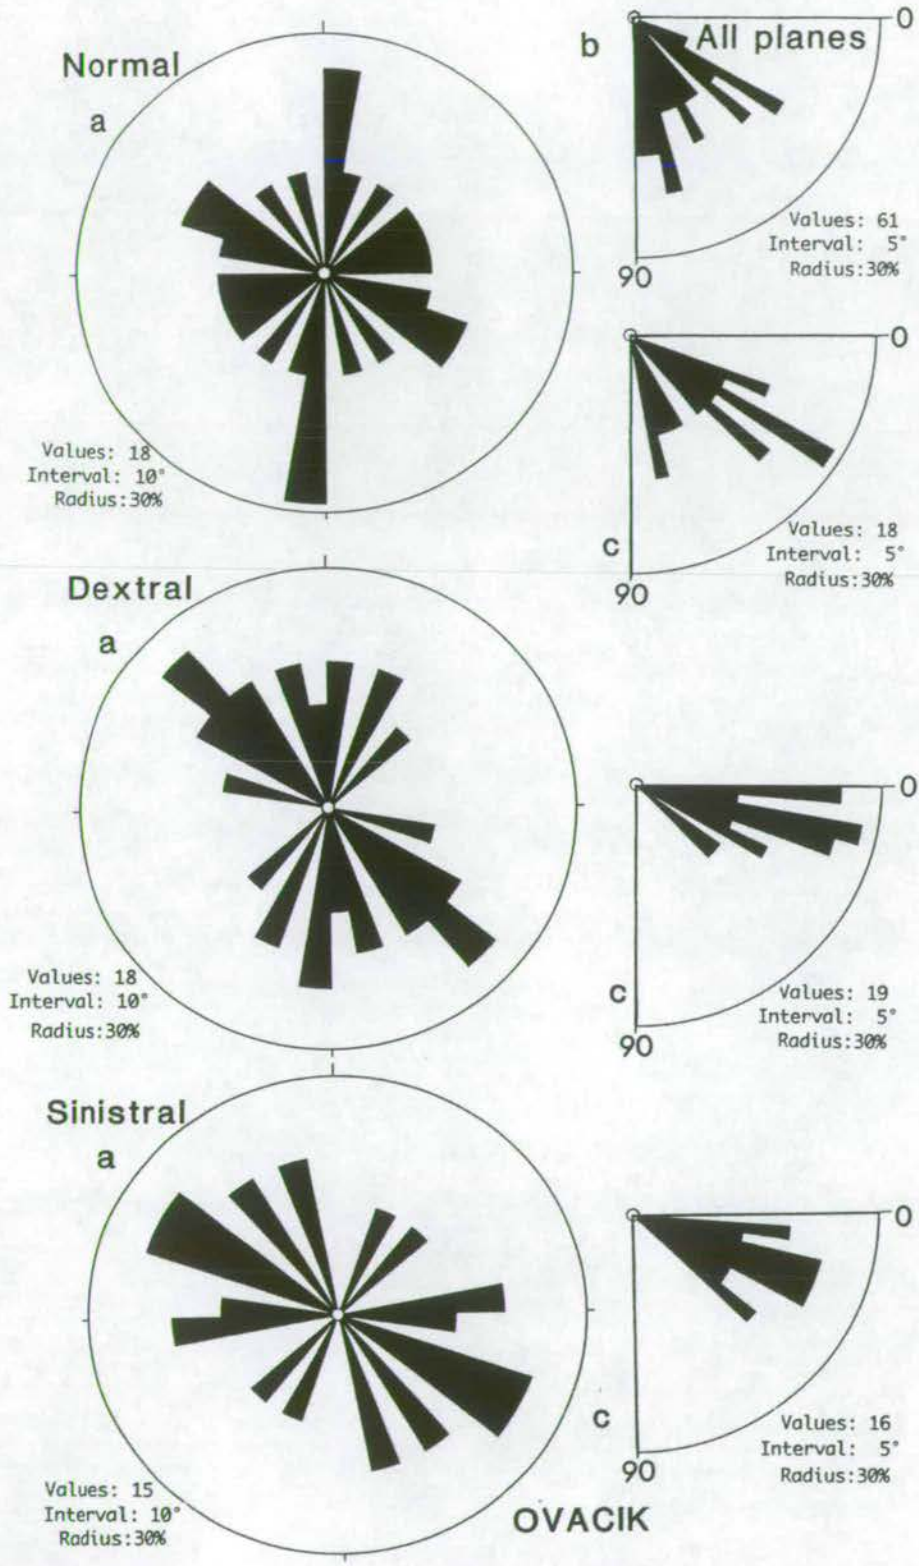 Normal
a
Values: 18
Interval: 10°
Radius:30%
b
All planes
0
Values: 61
Interval: 5°
Radius:30%
90
0
Values: 18
Interval: 5°
Radius:30%
c
90
Dextral
a
Values: 18
Interval: 10°
Radius:30%
0
c
Values: 19
Interval: 5°
Radius:30%
90
Sinistral
a
Values: 15
Interval: 10°
Radius:30%
0
c
Values: 16
Interval: 5°
Radius:30%
90
OVACIK